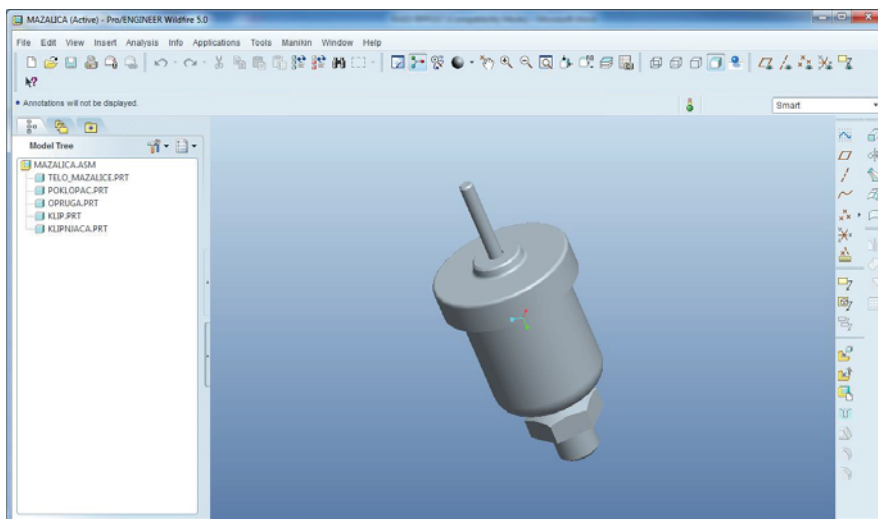 MAZALICA (Active) - Pro/ENGINEER Wildfire 5.0
File Edit View Insert Analysis Info Applications Tools Manikin Window Help
Annotations will not be displayed.
Smart
Model Tree
MAZALICA.ASM
TELO_MAZALICE.PRT
POKLOPAC.PRT
OPRUGA.PRT
KLIP.PRT
KLIPNJACA.PRT